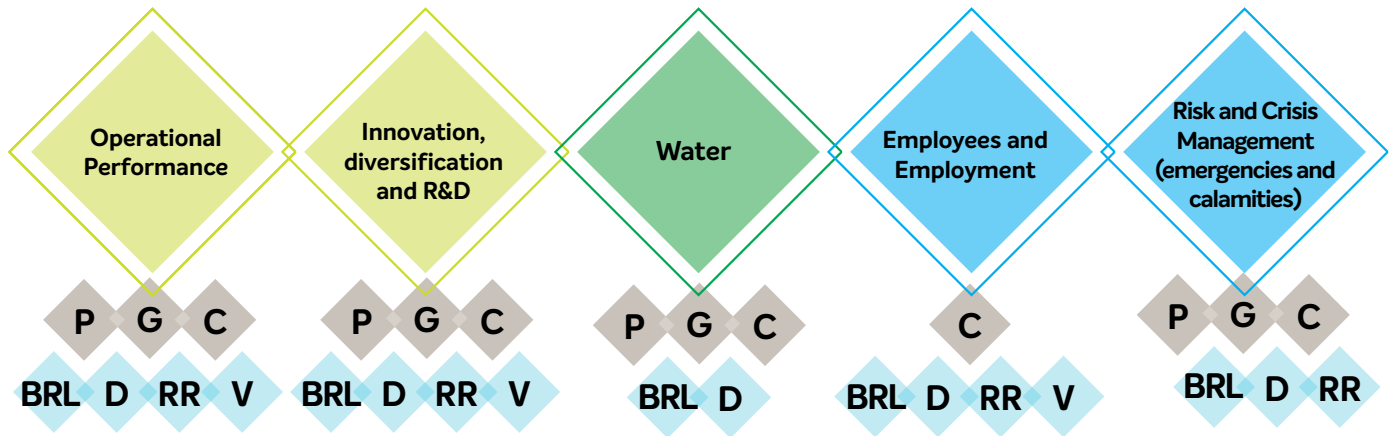 Operational
Performance
Innovation,
diversification
and R&D
Water
Employees and
Employment
Risk and Crisis
Management
(emergencies and
calamities)
P G C
P G C
P G C
C
P G C
BRL D RR V
BRL D RR V
BRL D
BRL D RR V
BRL D RR